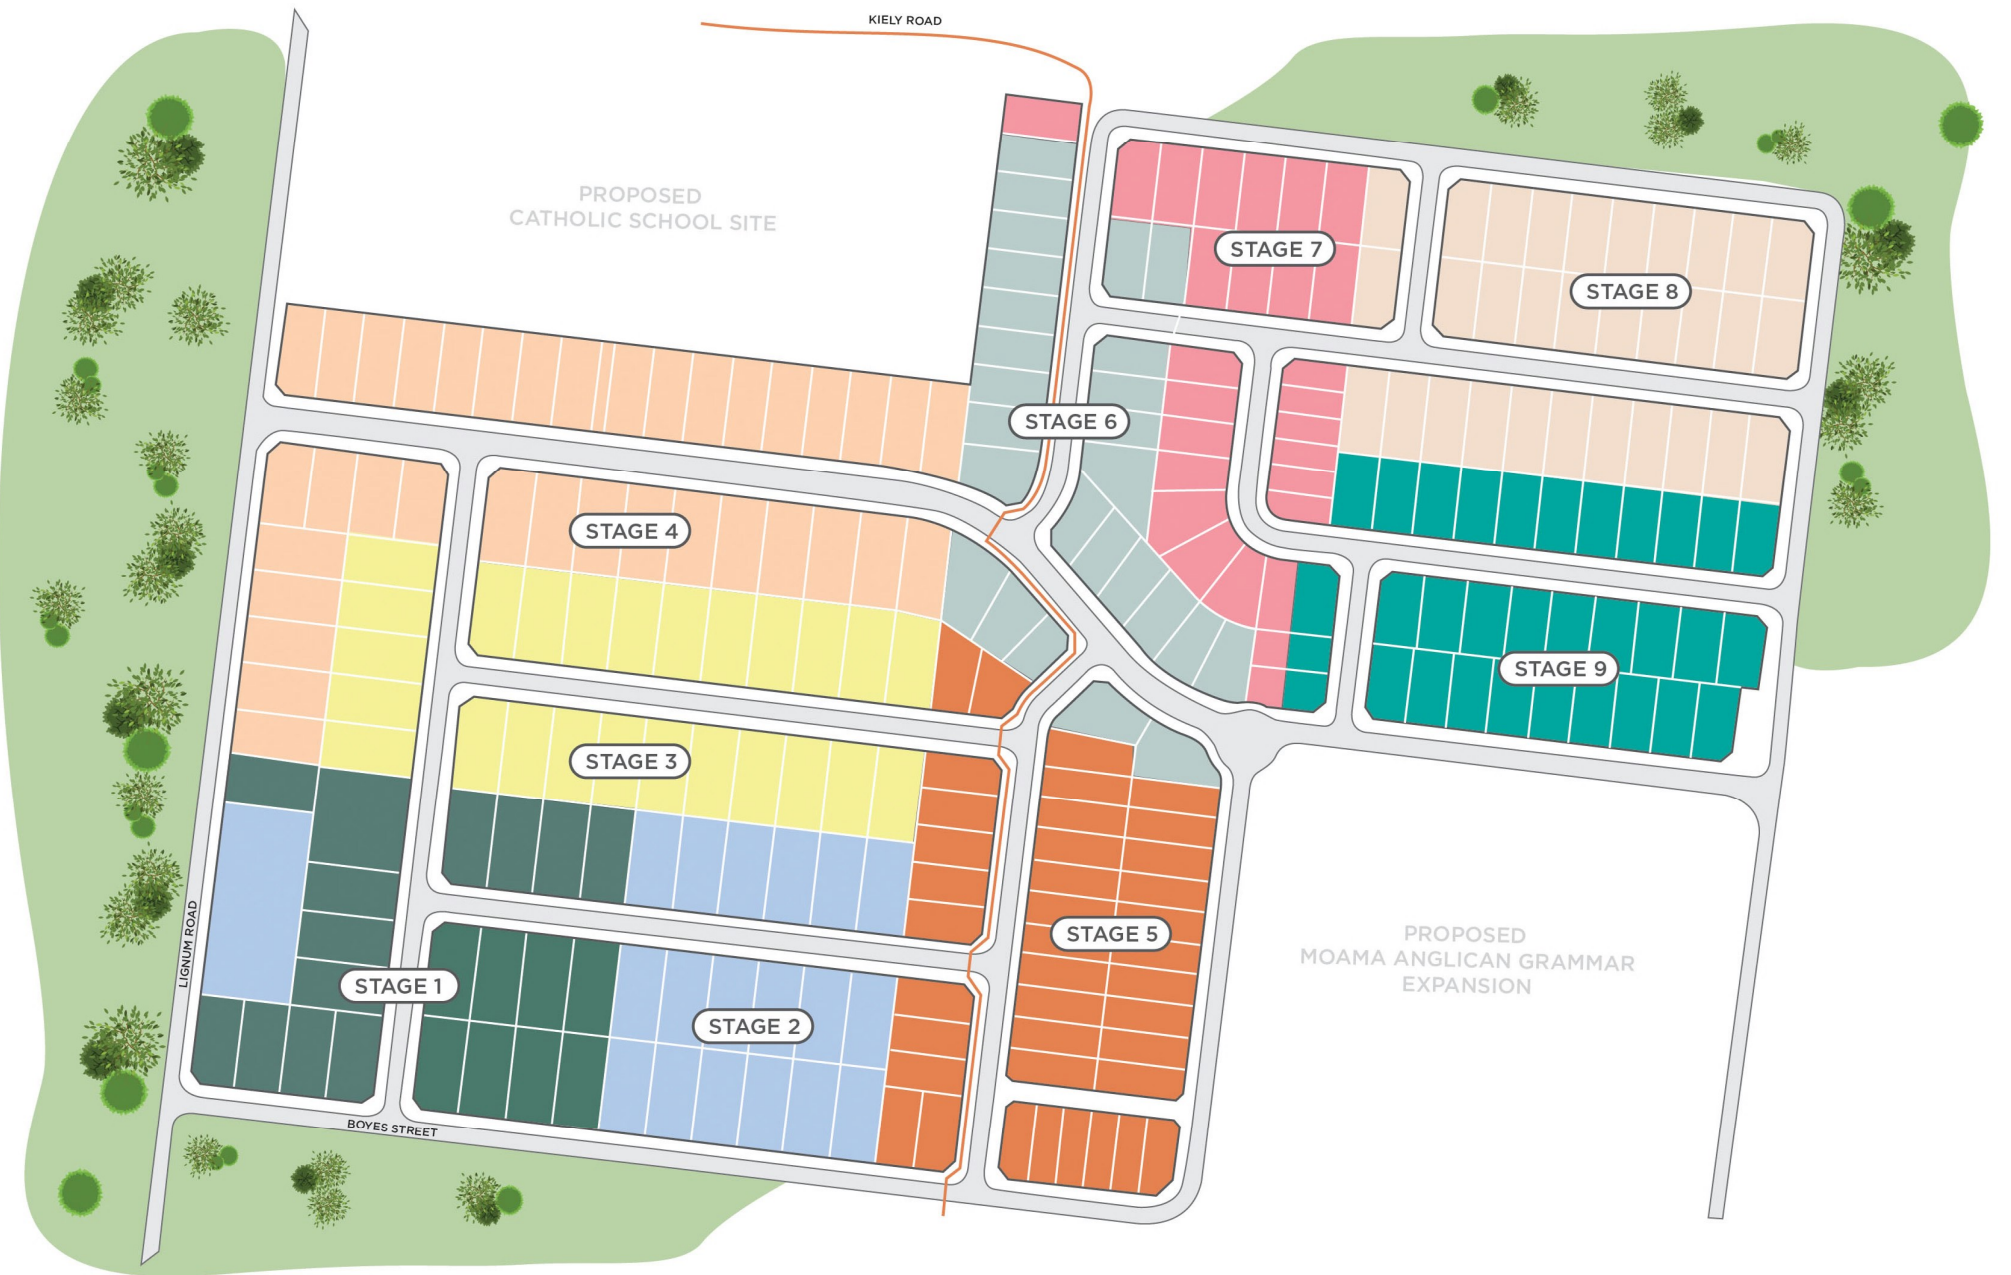 KIELY ROAD
PROPOSED
CATHOLIC SCHOOL SITE
STAGE 7
STAGE 8
STAGE 6
STAGE 4
STAGE 9
STAGE 3
STAGE 5
PROPOSED
MOAMA ANGLICAN GRAMMAR
EXPANSION
LIGNUM ROAD
STAGE 1
STAGE 2
BOYES STREET